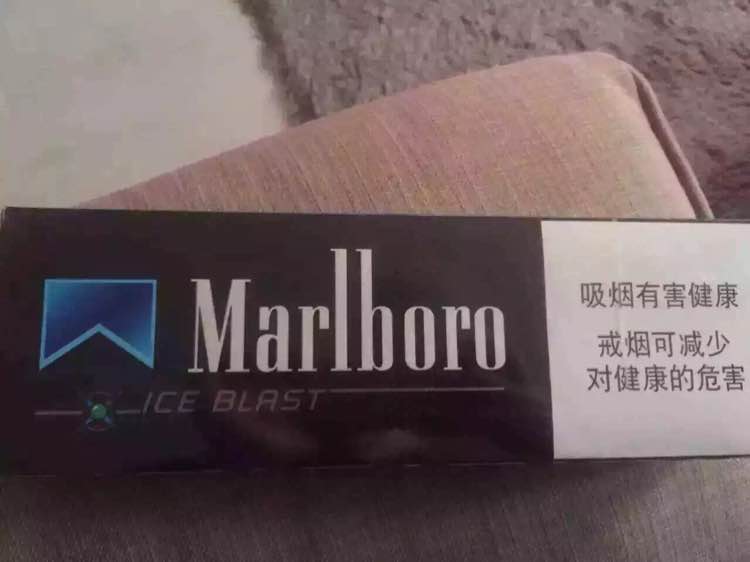 Marlboro
ICE BLAST
吸烟有害健康
戒烟可减少
对健康的危害